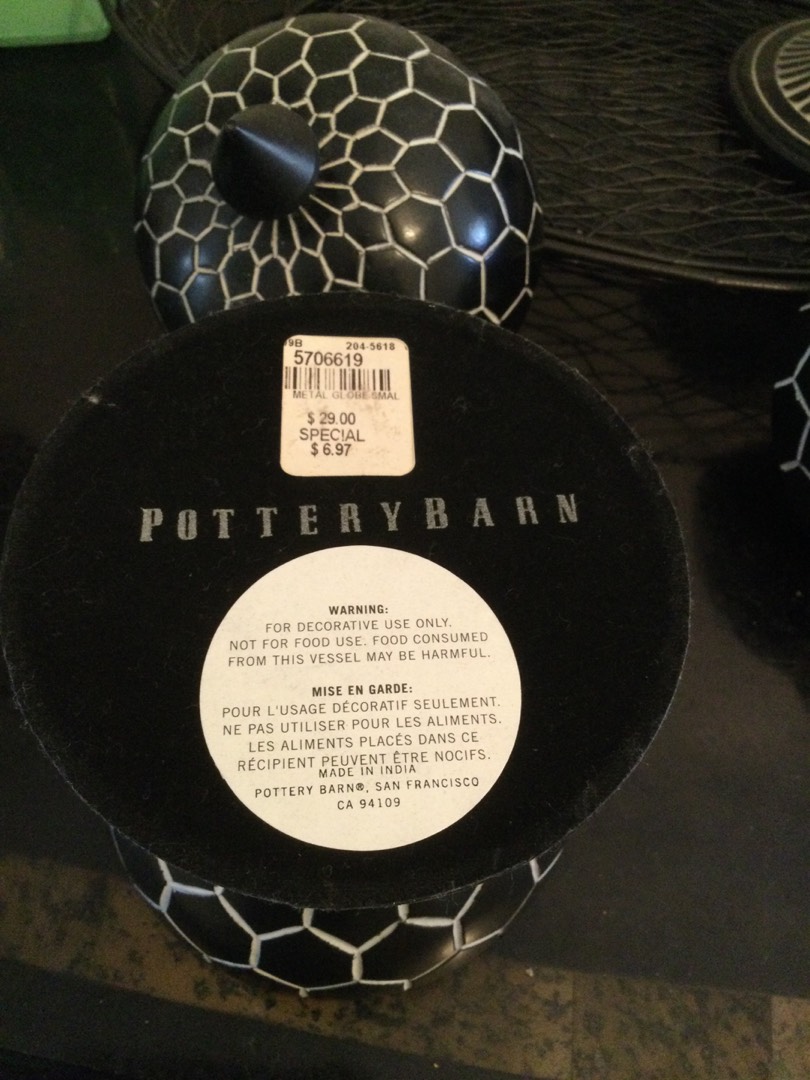 9B 204-5618
5706619
METAL GLOBE SMAL
$ 29.00
SPECIAL
$ 6.97
POTTERYBARN
WARNING:
FOR DECORATIVE USE ONLY.
NOT FOR FOOD USE. FOOD CONSUMED
FROM THIS VESSEL MAY BE HARMFUL.
MISE EN GARDE:
POUR L'USAGE DÉCORATIF SEULEMENT.
NE PAS UTILISER POUR LES ALIMENTS.
LES ALIMENTS PLACÉS DANS CE
RÉCIPIENT PEUVENT ÊTRE NOCIFS.
MADE IN INDIA
POTTERY BARN®, SAN FRANCISCO
CA 94109